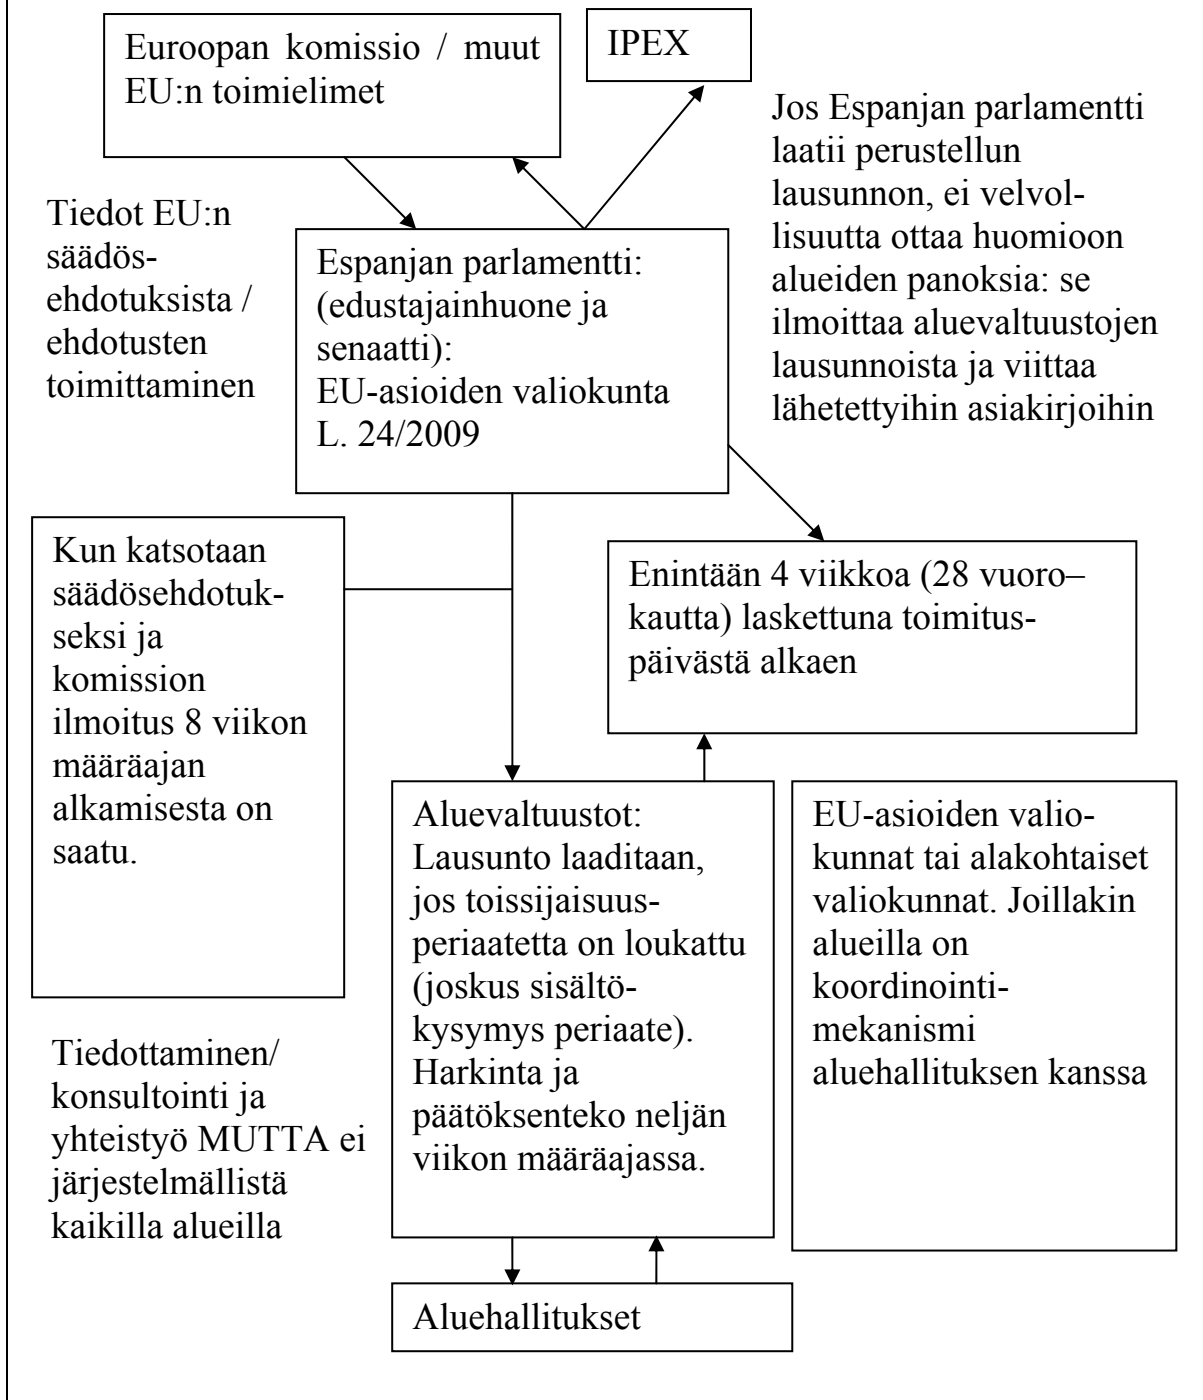 Euroopan komissio / muut
EU:n toimielimet
IPEX
Jos Espanjan parlamentti
laatii perustellun
lausunnon, ei velvol-
lisuutta ottaa huomioon
alueiden panoksia: se
ilmoittaa aluevaltuustojen
lausunnoista ja viittaa
lähetettyihin asiakirjoihin
Tiedot EU:n
säädös-
ehdotuksista /
ehdotusten
toimittaminen
Espanjan parlamentti:
(edustajainhuone ja
senaatti):
EU-asioiden valiokunta
L. 24/2009
Kun katsotaan
säädösehdotuk-
seksi ja
komission
ilmoitus 8 viikon
määräajan
alkamisesta on
saatu.
Enintään 4 viikkoa (28 vuoro–
kautta) laskettuna toimitus-
päivästä alkaen
Aluevaltuustot:
Lausunto laaditaan,
jos toissijaisuus-
periaatetta on loukattu
(joskus sisältö-
kysymys periaate).
Harkinta ja
päätöksenteko neljän
viikon määräajassa.
EU-asioiden valio-
kunnat tai alakohtaiset
valiokunnat. Joillakin
alueilla on
koordinointi-
mekanismi
aluehallituksen kanssa
Tiedottaminen/
konsultointi ja
yhteistyö MUTTA ei
järjestelmällistä
kaikilla alueilla
Aluehallitukset